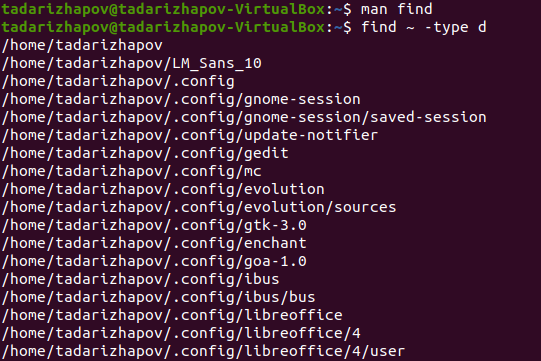 tadarizhapov@tadarizhapov-VirtualBox:~$ man find
tadarizhapov@tadarizhapov-VirtualBox:~$ find ~ -type d
/home/tadarizhapov
/home/tadarizhapov/LM_Sans_10
/home/tadarizhapov/.config
/home/tadarizhapov/.config/gnome-session
/home/tadarizhapov/.config/gnome-session/saved-session
/home/tadarizhapov/.config/update-notifier
/home/tadarizhapov/.config/gedit
/home/tadarizhapov/.config/mc
/home/tadarizhapov/.config/evolution
/home/tadarizhapov/.config/evolution/sources
/home/tadarizhapov/.config/gtk-3.0
/home/tadarizhapov/.config/enchant
/home/tadarizhapov/.config/goa-1.0
/home/tadarizhapov/.config/ibus
/home/tadarizhapov/.config/ibus/bus
/home/tadarizhapov/.config/libreoffice
/home/tadarizhapov/.config/libreoffice/4
/home/tadarizhapov/.config/libreoffice/4/user